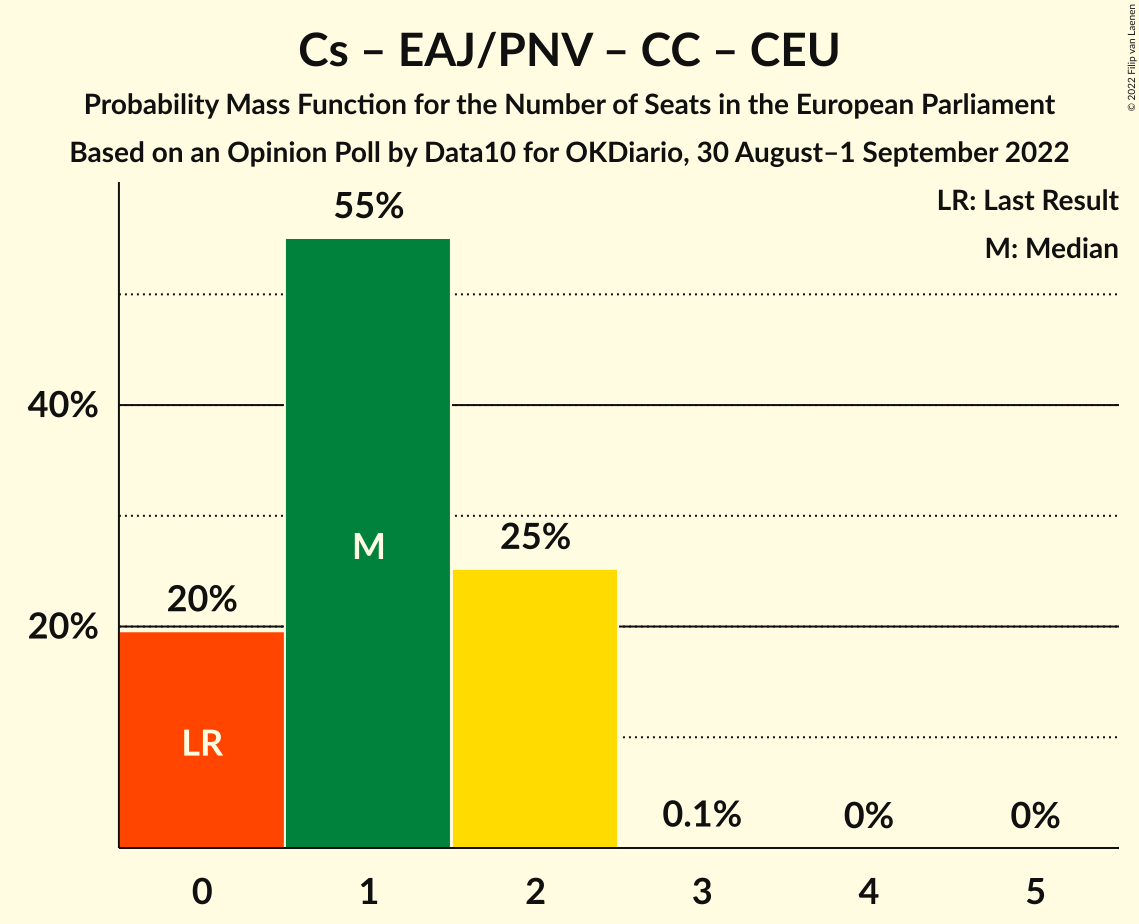 Cs – EAJ/PNV – CC – CEU
Probability Mass Function for the Number of Seats in the European Parliament
Based on an Opinion Poll by Data10 for OKDiario, 30 August–1 September 2022
© 2022 Filip van Laenen
LR: Last Result
M: Median
55%
40%
M
25%
20%
20%
LR
0.1%
0%
0%
0
1
2
3
4
5